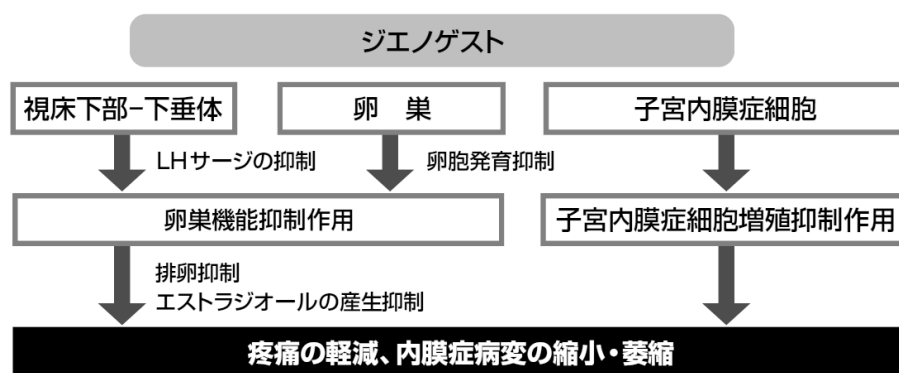 ジエノゲスト
視床下部-下垂体
卵 巣
子宮内膜症細胞
LHサージの抑制
卵胞発育抑制
卵巣機能抑制作用
子宮内膜症細胞増殖抑制作用
排卵抑制
エストラジオールの産生抑制
疼痛の軽減、内膜症病変の縮小・萎縮